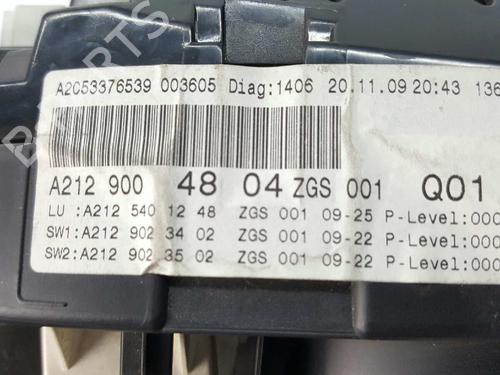 A2C53376539 003605 Diag:1406 20.11.09 20:43 136
A212 900 48 04 ZGS 001 Q01
LU :A212 540 12 48 ZGS 001 09-25 P-Level:000
SW1:A212 902 34 02 ZGS 001 09-22 P-Level:000
SW2:A212 902 35 02 ZGS 001 09-22 P-Level:000